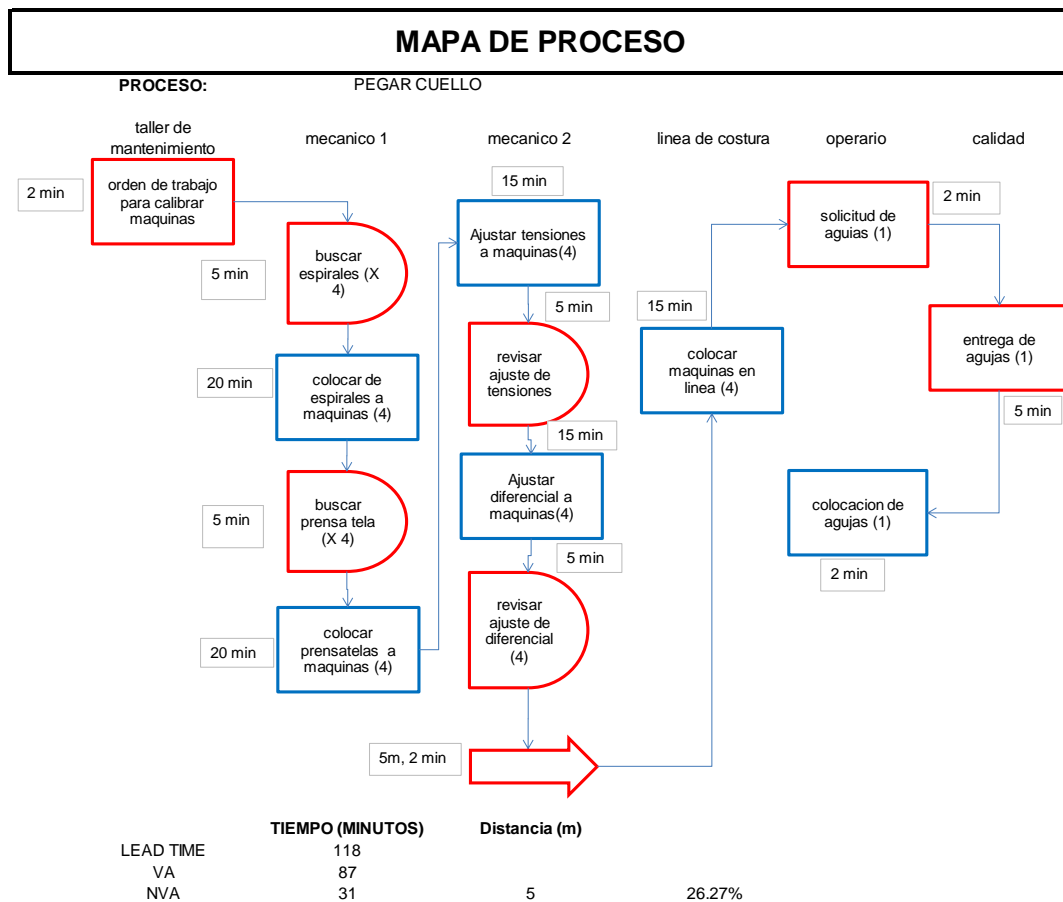 MAPA DE PROCESO
PROCESO: PEGAR CUELLO
taller de
mantenimiento
mecanico 1
mecanico 2
linea de costura
operario
calidad
2 min
orden de trabajo
para calibrar
maquinas
5 min
buscar
espirales (X
4)
20 min
colocar de
espirales a
maquinas (4)
5 min
buscar
prensa tela
(X 4)
20 min
colocar
prensatelas a
maquinas (4)
15 min
Ajustar tensiones
a maquinas(4)
5 min
revisar
ajuste de
tensiones
15 min
Ajustar
diferencial a
maquinas(4)
5 min
revisar
ajuste de
diferencial
(4)
5m, 2 min
15 min
colocar
maquinas en
linea (4)
solicitud de
aguias (1)
2 min
entrega de
agujas (1)
5 min
colocacion de
agujas (1)
2 min
TIEMPO (MINUTOS) Distancia (m)
LEAD TIME 118
VA 87
NVA 31 5 26.27%